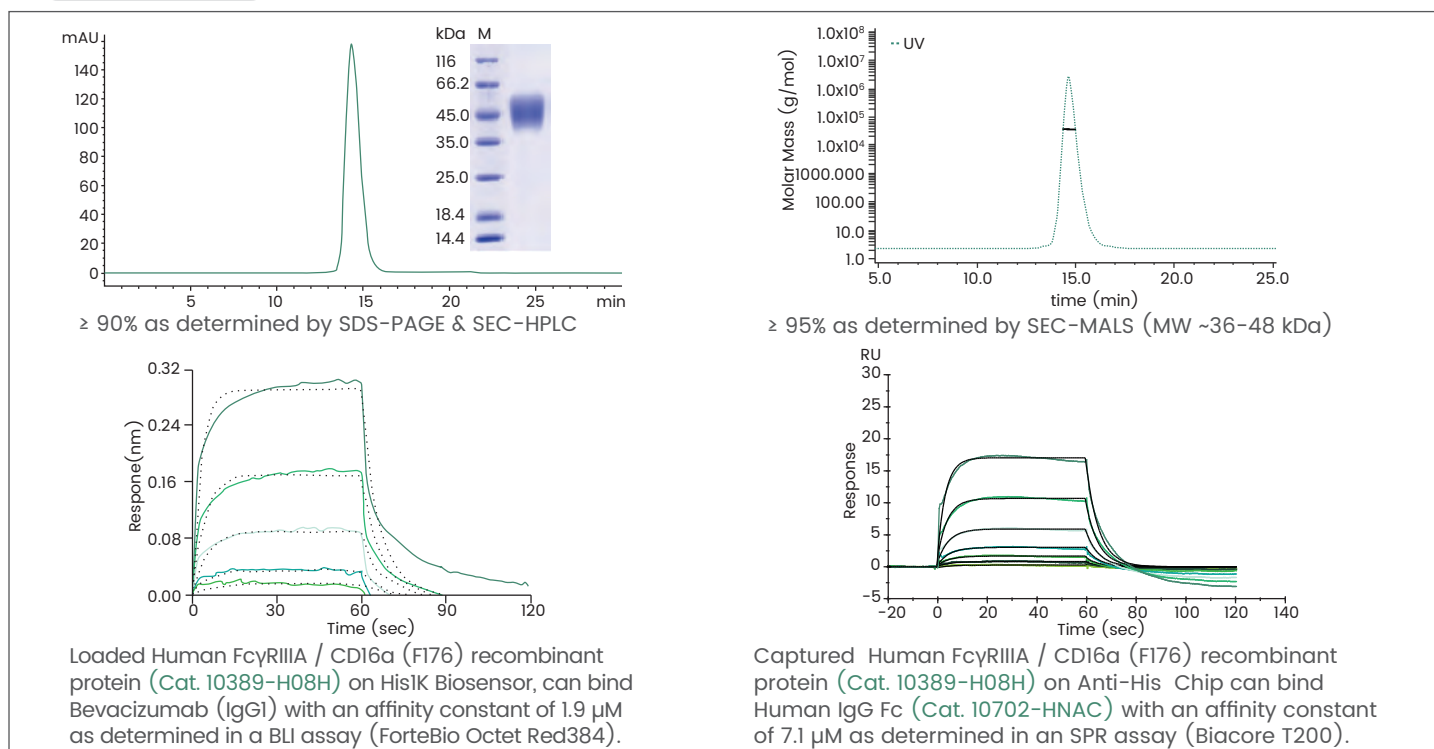 mAU
140
120
100
80
60
40
20
0
5 10 15 20 25 min
kDa M
116
66.2
45.0
35.0
25.0
18.4
14.4
≥ 90% as determined by SDS-PAGE & SEC-HPLC
UV
Molar Mass (g/mol)
1.0x10⁸
1.0x10⁷
1.0x10⁶
1.0x10⁵
1.0x10⁴
1000.000
100.00
10.0
1.0
5.0 10.0 15.0 20.0 25.0
time (min)
≥ 95% as determined by SEC-MALS (MW ~36-48 kDa)
Respone(nm)
0.32
0.24
0.16
0.08
0.00
0 30 60 90 120
Time (sec)
Loaded Human FcγRIIIA / CD16a (F176) recombinant
protein (Cat. 10389-H08H) on His1K Biosensor, can bind
Bevacizumab (IgG1) with an affinity constant of 1.9 μM
as determined in a BLI assay (ForteBio Octet Red384).
RU
Response
30
25
20
15
10
5
0
-5
-20 0 20 40 60 80 100 120 140
Time (sec)
Captured Human FcγRIIIA / CD16a (F176) recombinant
protein (Cat. 10389-H08H) on Anti-His Chip can bind
Human IgG Fc (Cat. 10702-HNAC) with an affinity constant
of 7.1 μM as determined in an SPR assay (Biacore T200).